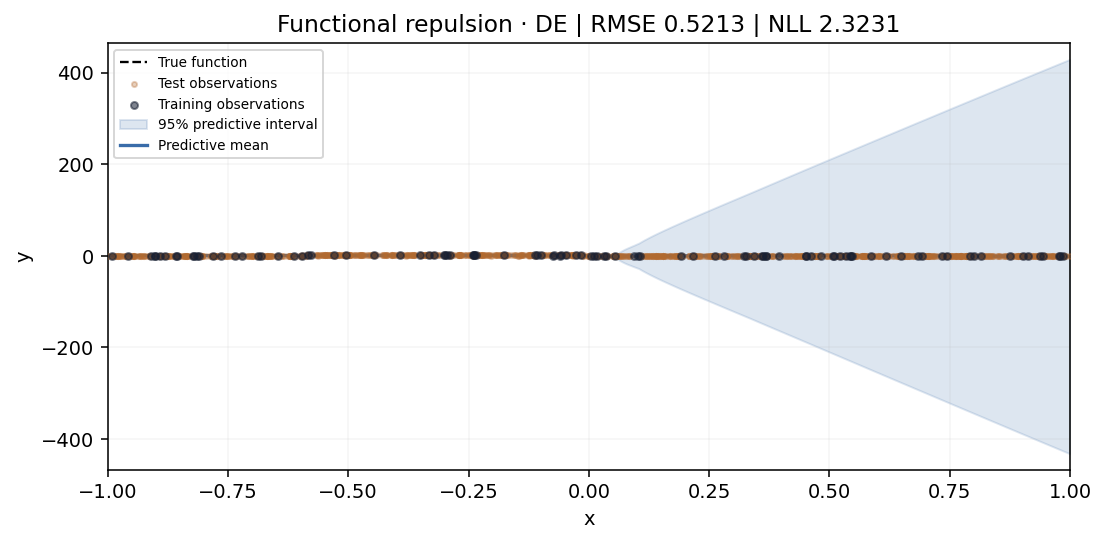 Functional repulsion · DE | RMSE 0.5213 | NLL 2.3231
True function
Test observations
Training observations
95% predictive interval
Predictive mean
400
200
0
−200
−400
y
−1.00 −0.75 −0.50 −0.25 0.00 0.25 0.50 0.75 1.00
x